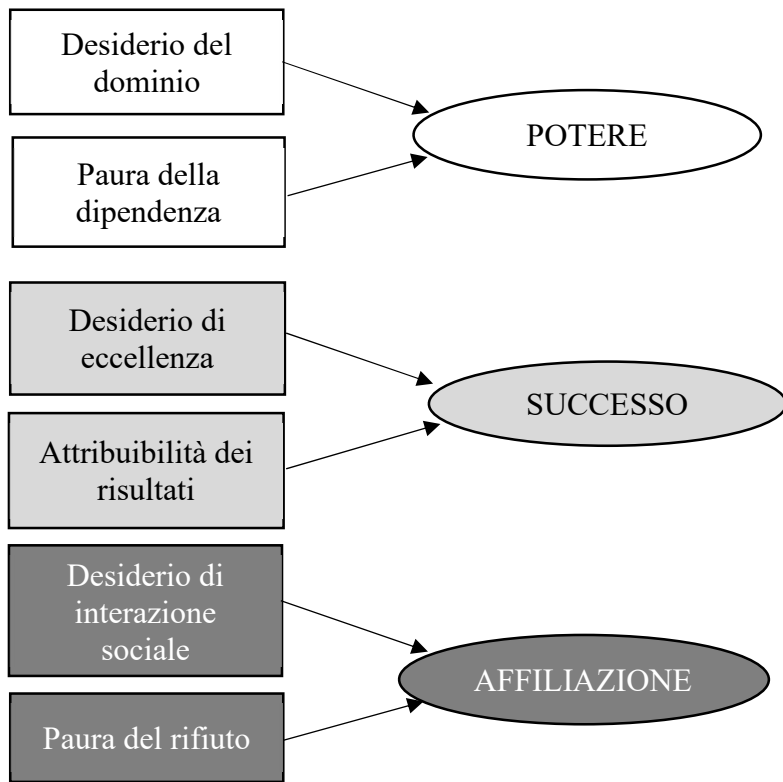 Desiderio del
dominio
POTERE
Paura della
dipendenza
Desiderio di
eccellenza
SUCCESSO
Attribuibilità dei
risultati
Desiderio di
interazione
sociale
AFFILIAZIONE
Paura del rifiuto